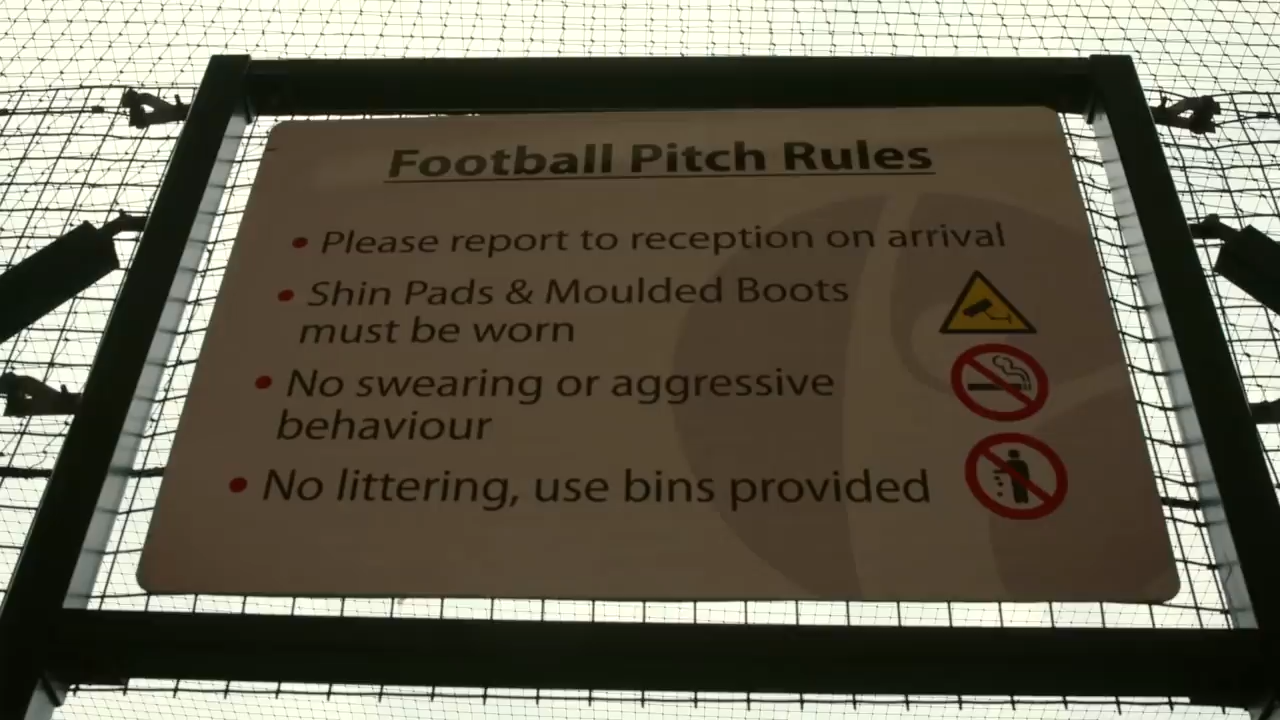 Football Pitch Rules
• Please report to reception on arrival
• Shin Pads & Moulded Boots
must be worn
• No swearing or aggressive
behaviour
• No littering, use bins provided